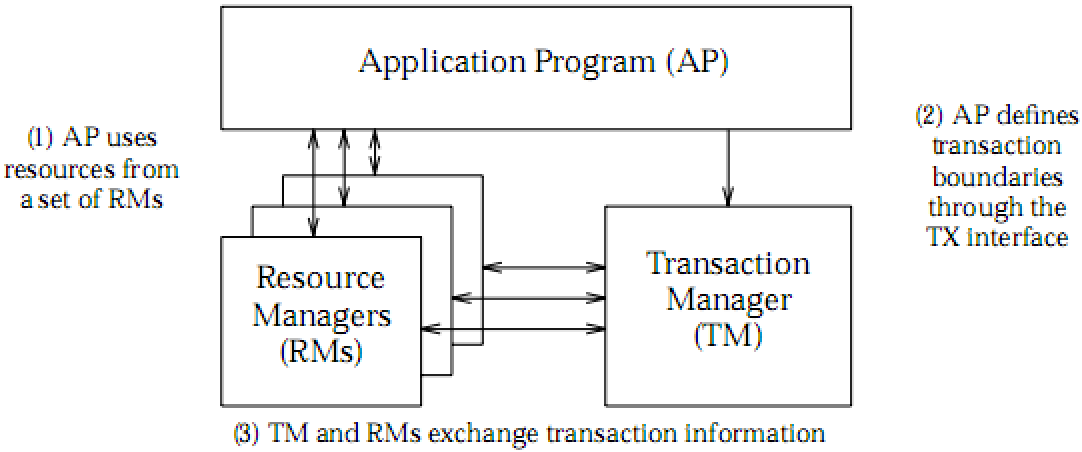 Application Program (AP)
(1) AP uses
resources from
a set of RMs
(2) AP defines
transaction
boundaries
through the
TX interface
Resource
Managers
(RMs)
Transaction
Manager
(TM)
(3) TM and RMs exchange transaction information